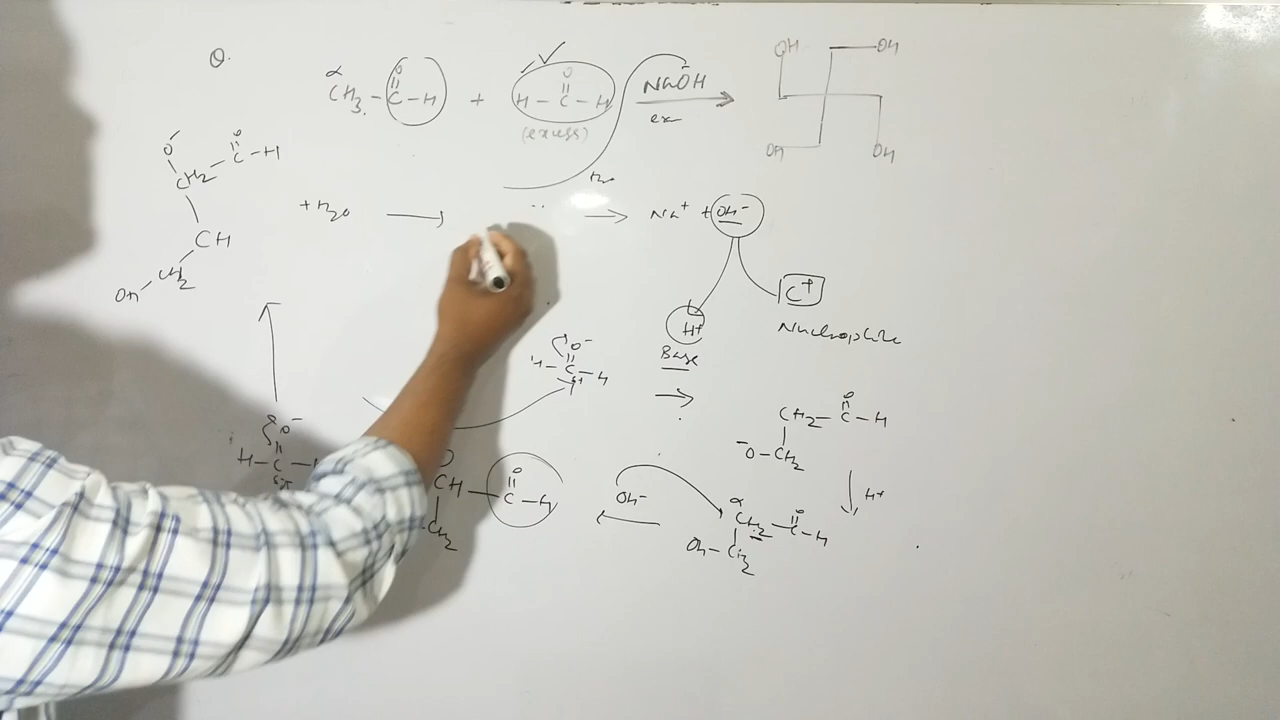 Q.
α
CH3 - C - H + H - C - H NaOH
O O
(excess)
OH OH
OH OH
O- O
CH2 C - H
CH
CH2
OH
+ H2O → → Na+ + OH-
H+ C+
Base Nucleophile
O-
H - C - H
δ+
→
O
CH2 - C - H
-O - CH2
↓ H+
O-
H - C -
O
CH - C - H
CH2
OH-
←
α O
CH2 - C - H
OH - CH2